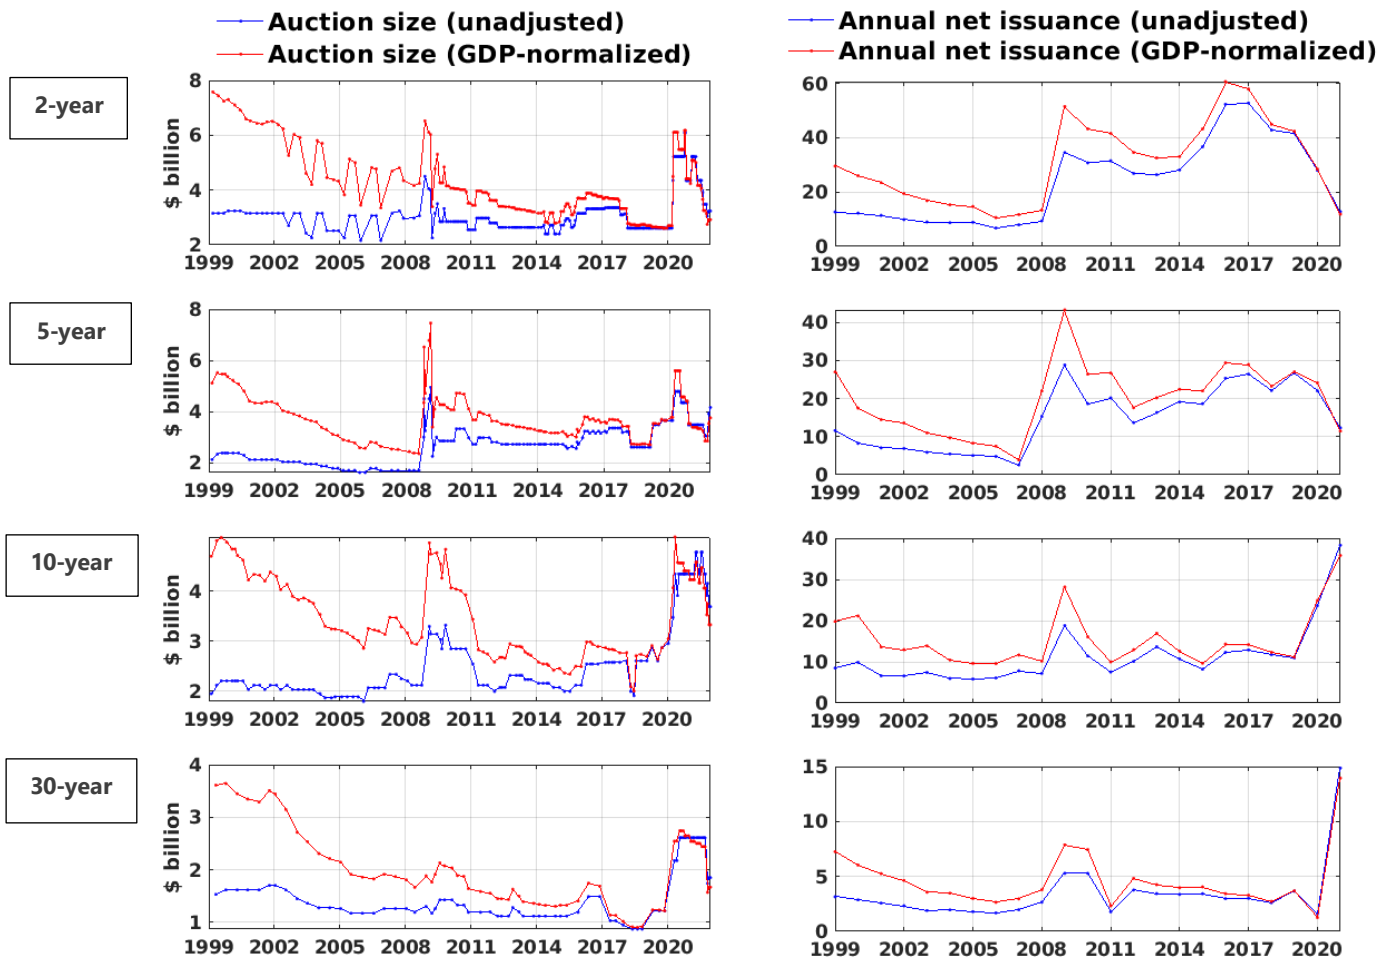 Auction size (unadjusted)
Auction size (GDP-normalized)
Annual net issuance (unadjusted)
Annual net issuance (GDP-normalized)
2-year
$ billion
8
6
4
2
1999 2002 2005 2008 2011 2014 2017 2020
60
40
20
0
1999 2002 2005 2008 2011 2014 2017 2020
5-year
$ billion
8
6
4
2
1999 2002 2005 2008 2011 2014 2017 2020
40
30
20
10
0
1999 2002 2005 2008 2011 2014 2017 2020
10-year
$ billion
4
3
2
1999 2002 2005 2008 2011 2014 2017 2020
40
30
20
10
0
1999 2002 2005 2008 2011 2014 2017 2020
30-year
$ billion
4
3
2
1
1999 2002 2005 2008 2011 2014 2017 2020
15
10
5
0
1999 2002 2005 2008 2011 2014 2017 2020